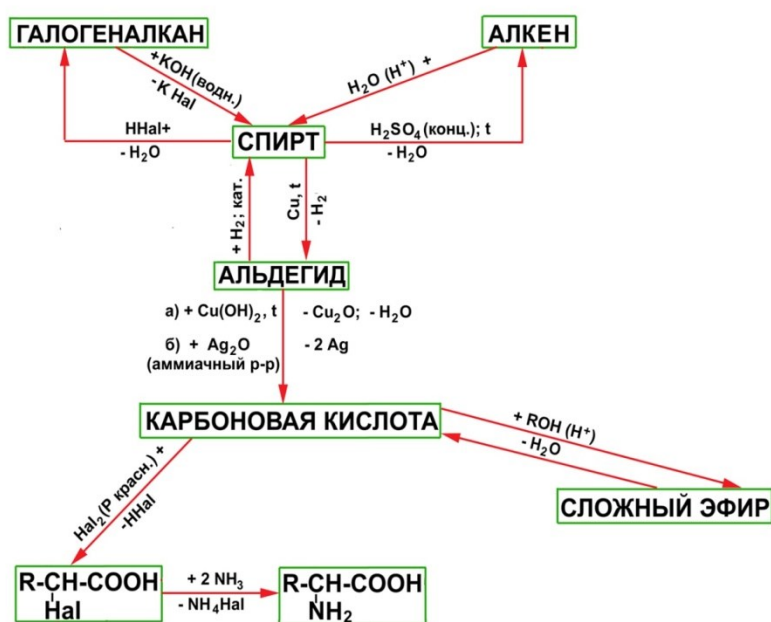 ГАЛОГЕНАЛКАН
АЛКЕН
+KOH(водн.)
- K Hal
H₂O (H⁺) +
HHal+
- H₂O
СПИРТ
H₂SO₄(конц.); t
- H₂O
+ H₂; кат.
Cu, t
- H₂
АЛЬДЕГИД
а) + Cu(OH)₂, t
- Cu₂O; - H₂O
б) + Ag₂O
(аммиачный р-р)
- 2 Ag
КАРБОНОВАЯ КИСЛОТА
+ ROH (H⁺)
- H₂O
СЛОЖНЫЙ ЭФИР
Hal₂(P красн.) +
-HHal
R-CH-COOH
Hal
+ 2 NH₃
- NH₄Hal
R-CH-COOH
NH₂